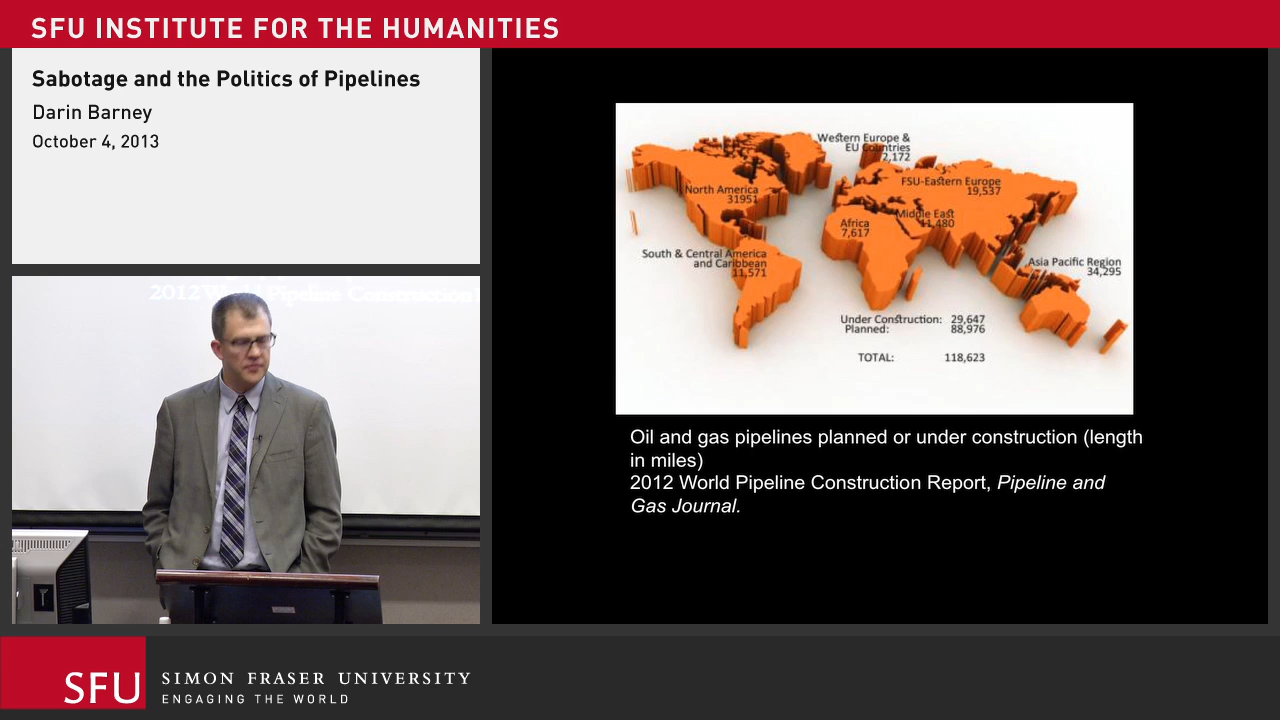 SFU INSTITUTE FOR THE HUMANITIES
Sabotage and the Politics of Pipelines
Darin Barney
October 4, 2013
2012 World Pipeline Construction
Western Europe &
EU Countries
2,172
North America
31951
FSU-Eastern Europe
19,537
Middle East
11,480
Africa
7,617
South & Central America
and Caribbean
11,571
Asia Pacific Region
34,295
Under Construction: 29,647
Planned: 88,976
TOTAL: 118,623
Oil and gas pipelines planned or under construction (length
in miles)
2012 World Pipeline Construction Report, Pipeline and
Gas Journal.
SFU
SIMON FRASER UNIVERSITY
ENGAGING THE WORLD